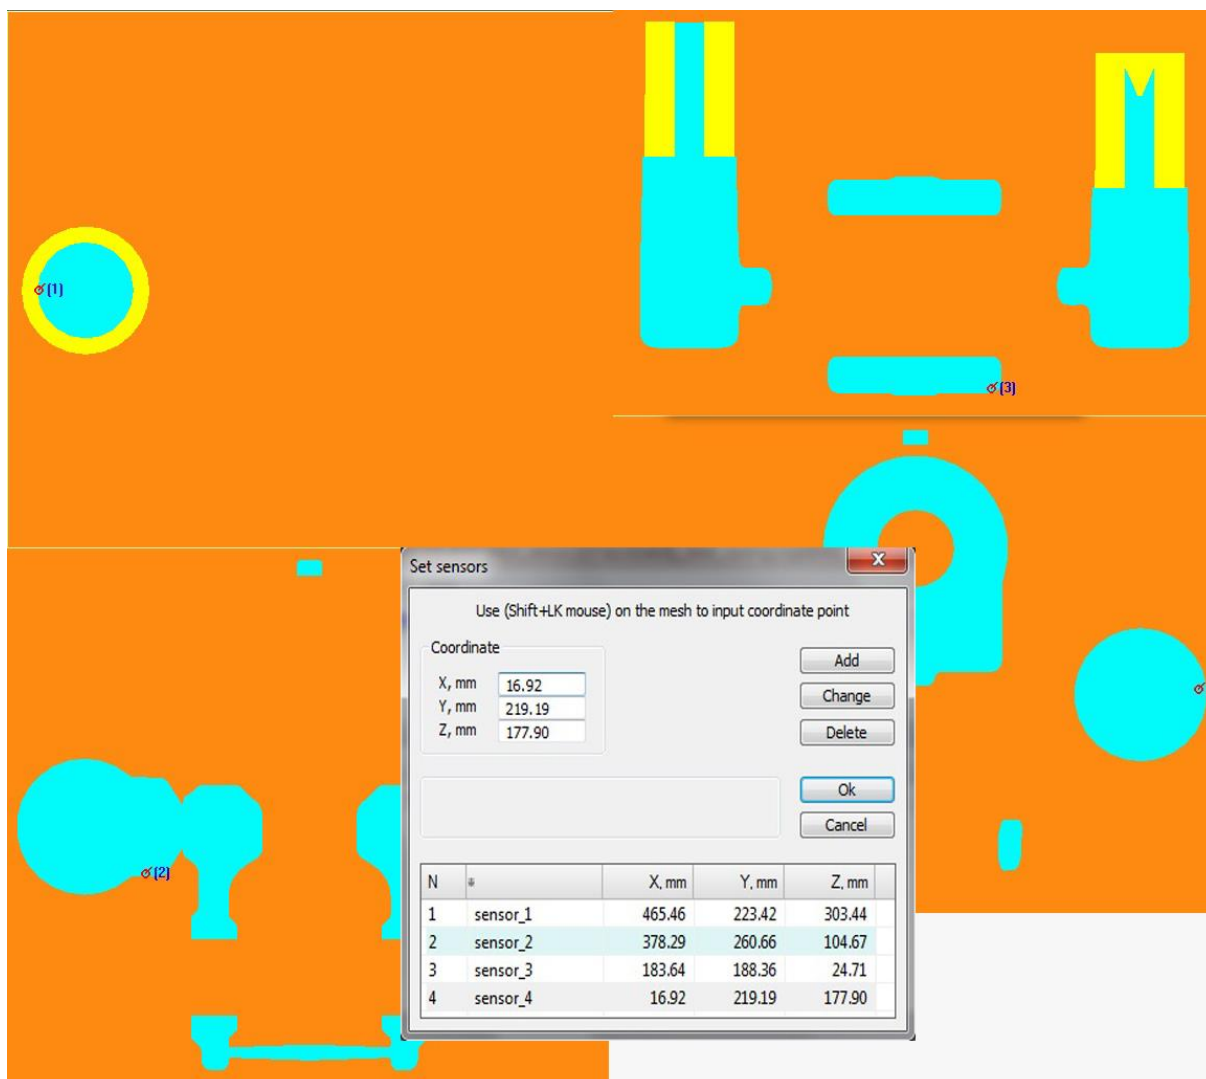 (1)
(3)
(2)
Set sensors
X
Use (Shift+LK mouse) on the mesh to input coordinate point
Coordinate
X, mm 16.92
Y, mm 219.19
Z, mm 177.90
Add
Change
Delete
Ok
Cancel
N X, mm Y, mm Z, mm
1 sensor_1 465.46 223.42 303.44
2 sensor_2 378.29 260.66 104.67
3 sensor_3 183.64 188.36 24.71
4 sensor_4 16.92 219.19 177.90